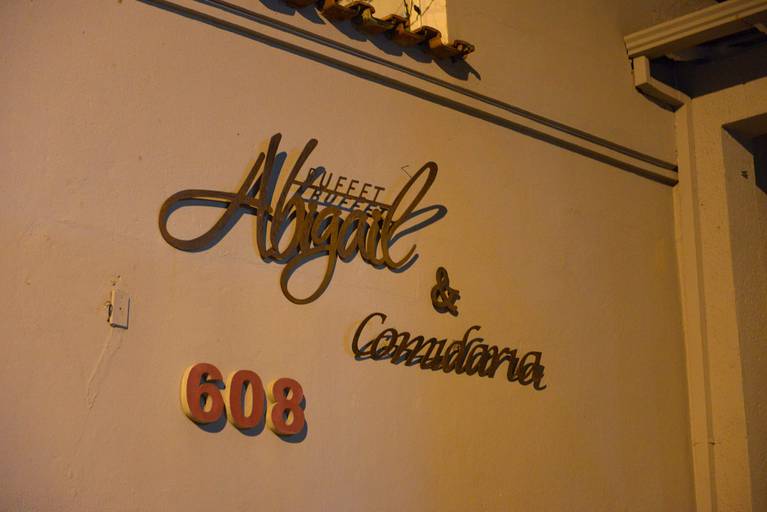 BUFFET
Abigail
&
Comidaria
608